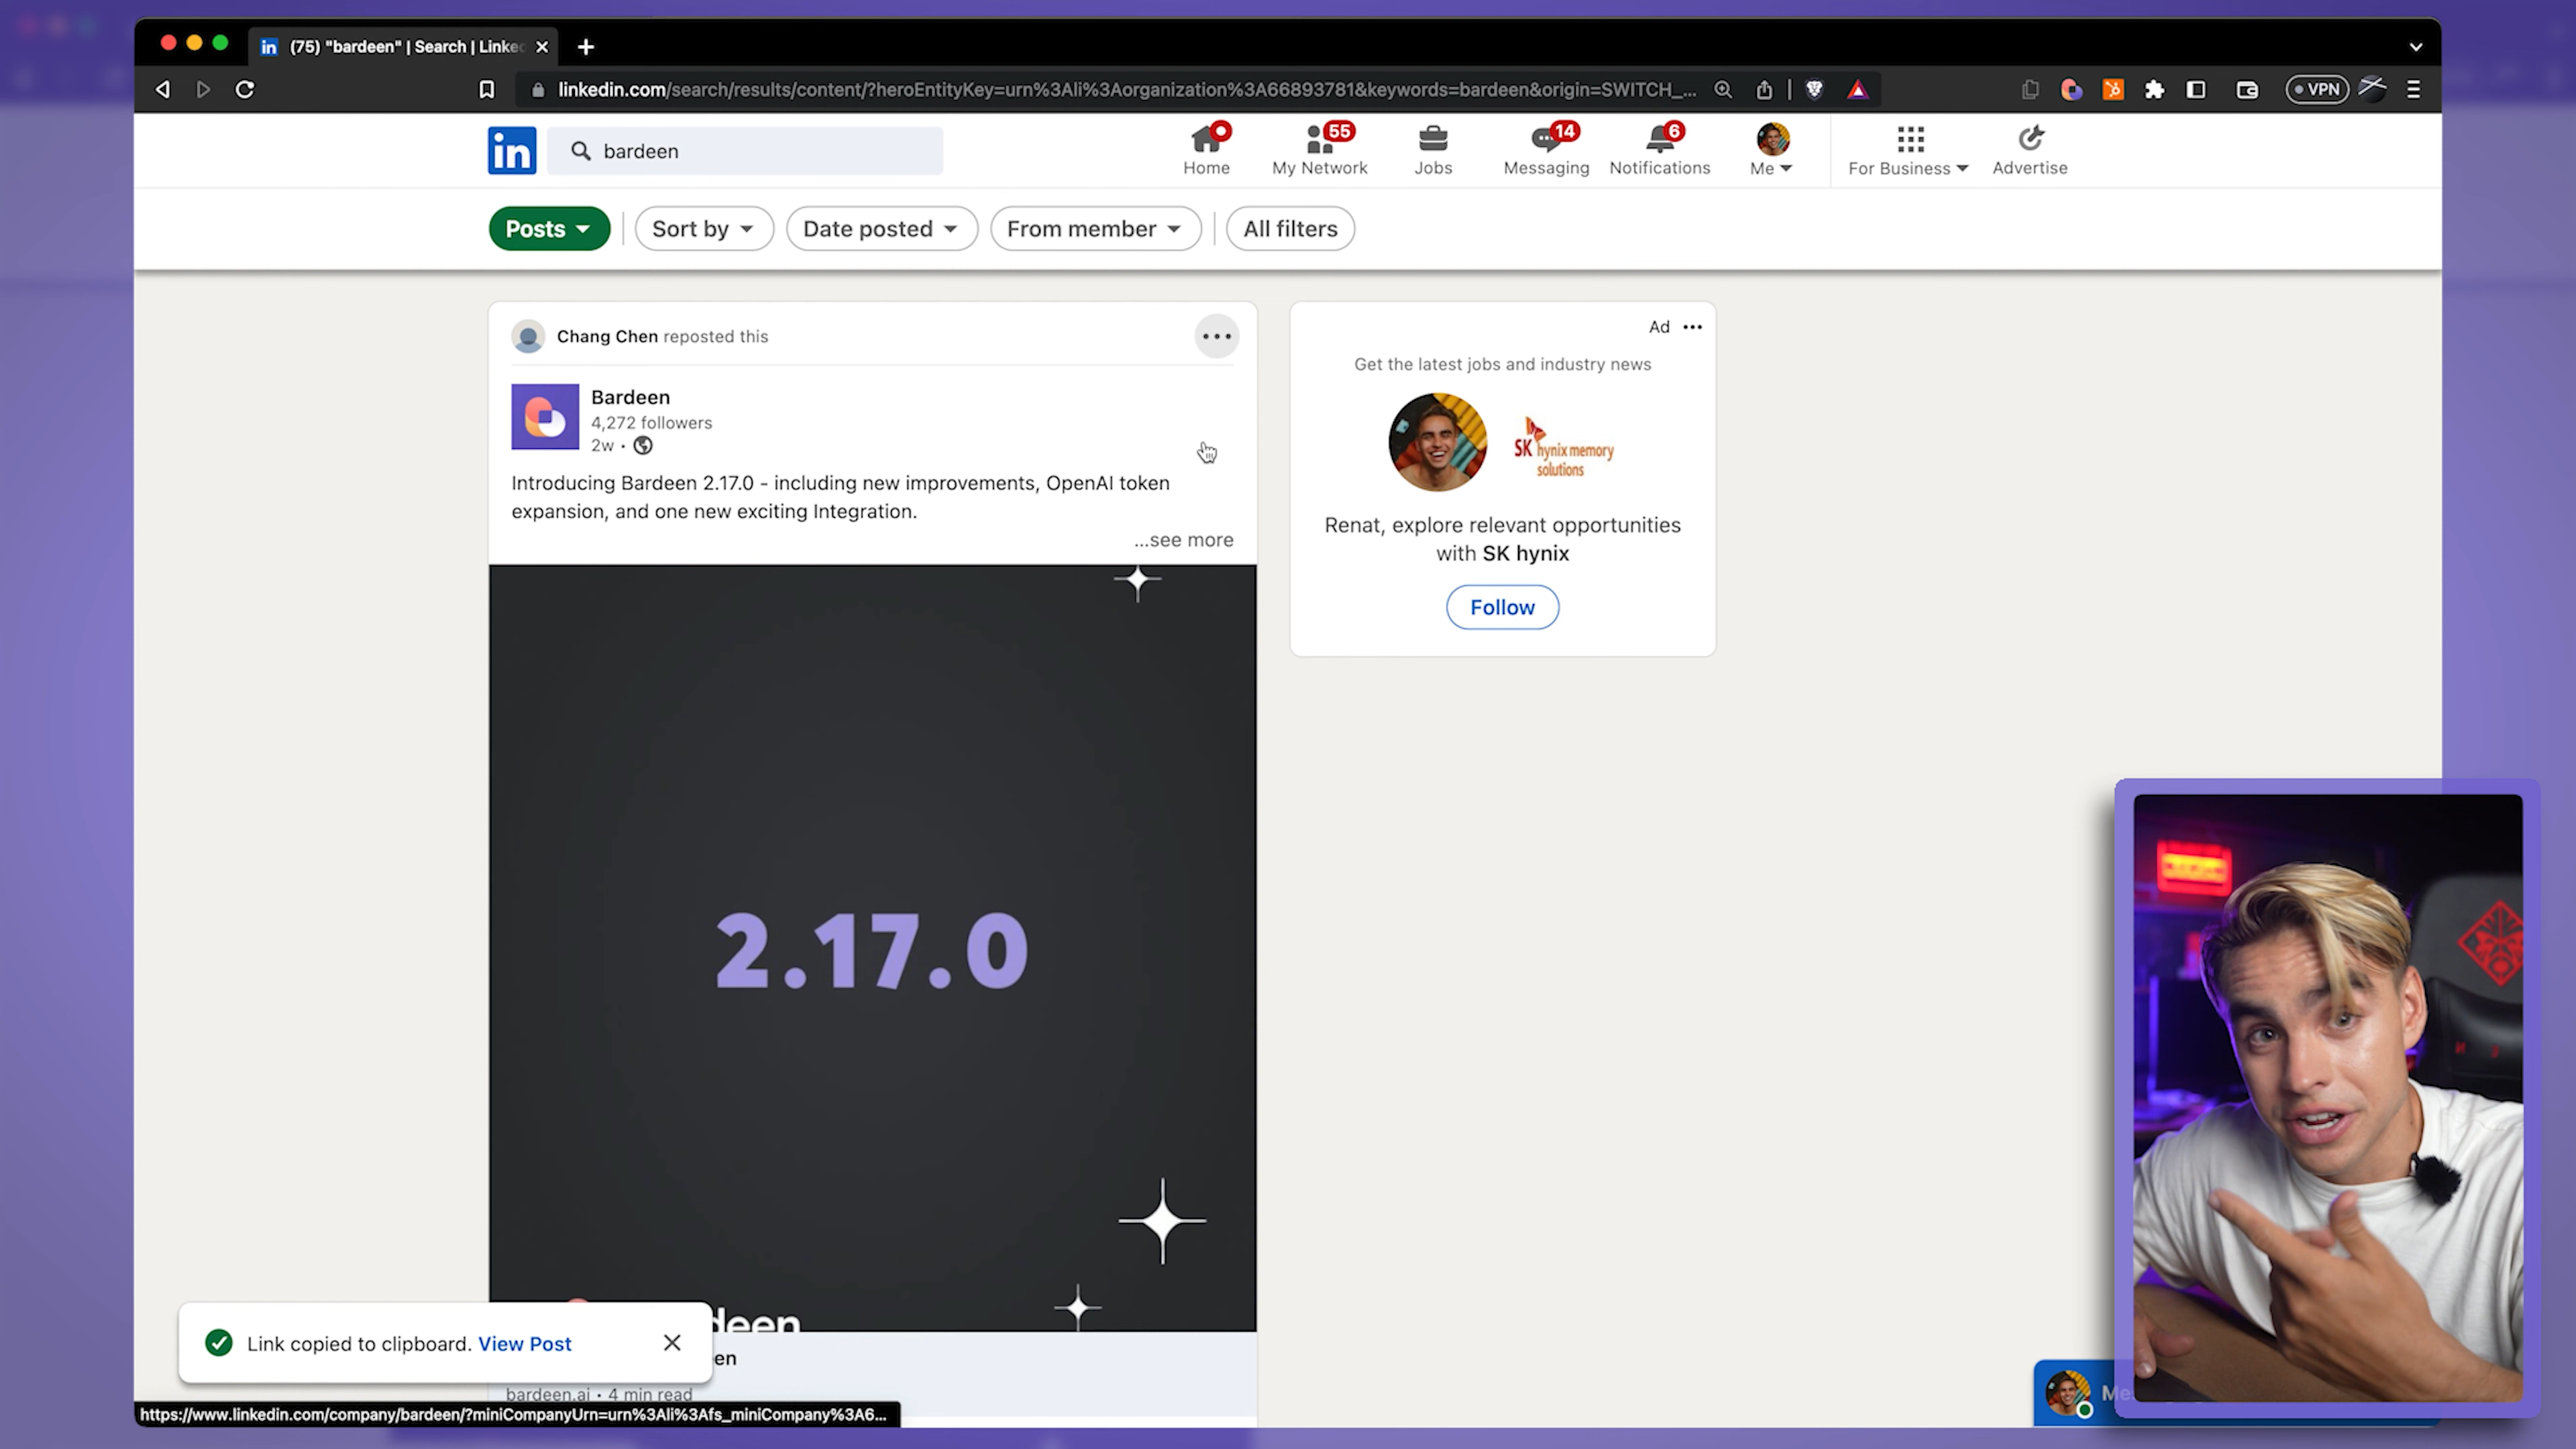 (75) "bardeen" | Search | Linke
linkedin.com/search/results/content/?heroEntityKey=urn%3Ali%3Aorganization%3A66893781&keywords=bardeen&origin=SWITCH_...
VPN
in
bardeen
Home
55
My Network
Jobs
14
Messaging
6
Notifications
Me
For Business
Advertise
Posts
Sort by
Date posted
From member
All filters
Chang Chen reposted this
Bardeen
4,272 followers
2w •
Introducing Bardeen 2.17.0 - including new improvements, OpenAI token
expansion, and one new exciting Integration.
...see more
Ad
Get the latest jobs and industry news
SK hynix memory
solutions
Renat, explore relevant opportunities
with SK hynix
Follow
2.17.0
deen
Link copied to clipboard. View Post
en
bardeen.ai • 4 min read
https://www.linkedin.com/company/bardeen/?miniCompanyUrn=urn%3Ali%3Afs_miniCompany%3A6...
Me